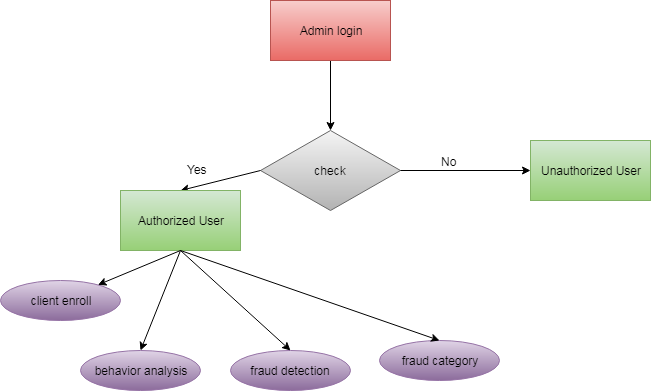 Admin login
check
Yes
No
Unauthorized User
Authorized User
client enroll
behavior analysis
fraud detection
fraud category